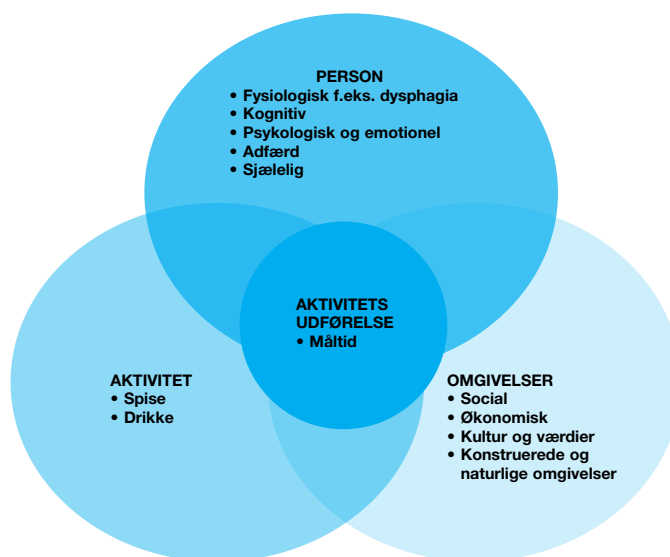 PERSON
• Fysiologisk f.eks. dysphagia
• Kognitiv
• Psykologisk og emotionel
• Adfærd
• Sjælelig
AKTIVITETS
UDFØRELSE
• Måltid
AKTIVITET
• Spise
• Drikke
OMGIVELSER
• Social
• Økonomisk
• Kultur og værdier
• Konstruerede og
naturlige omgivelser